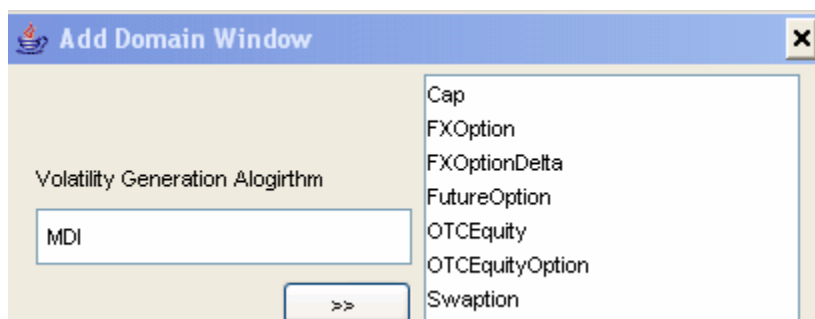 Add Domain Window
Volatility Generation Alogirthm
MDI
>>
Cap
FXOption
FXOptionDelta
FutureOption
OTCEquity
OTCEquityOption
Swaption